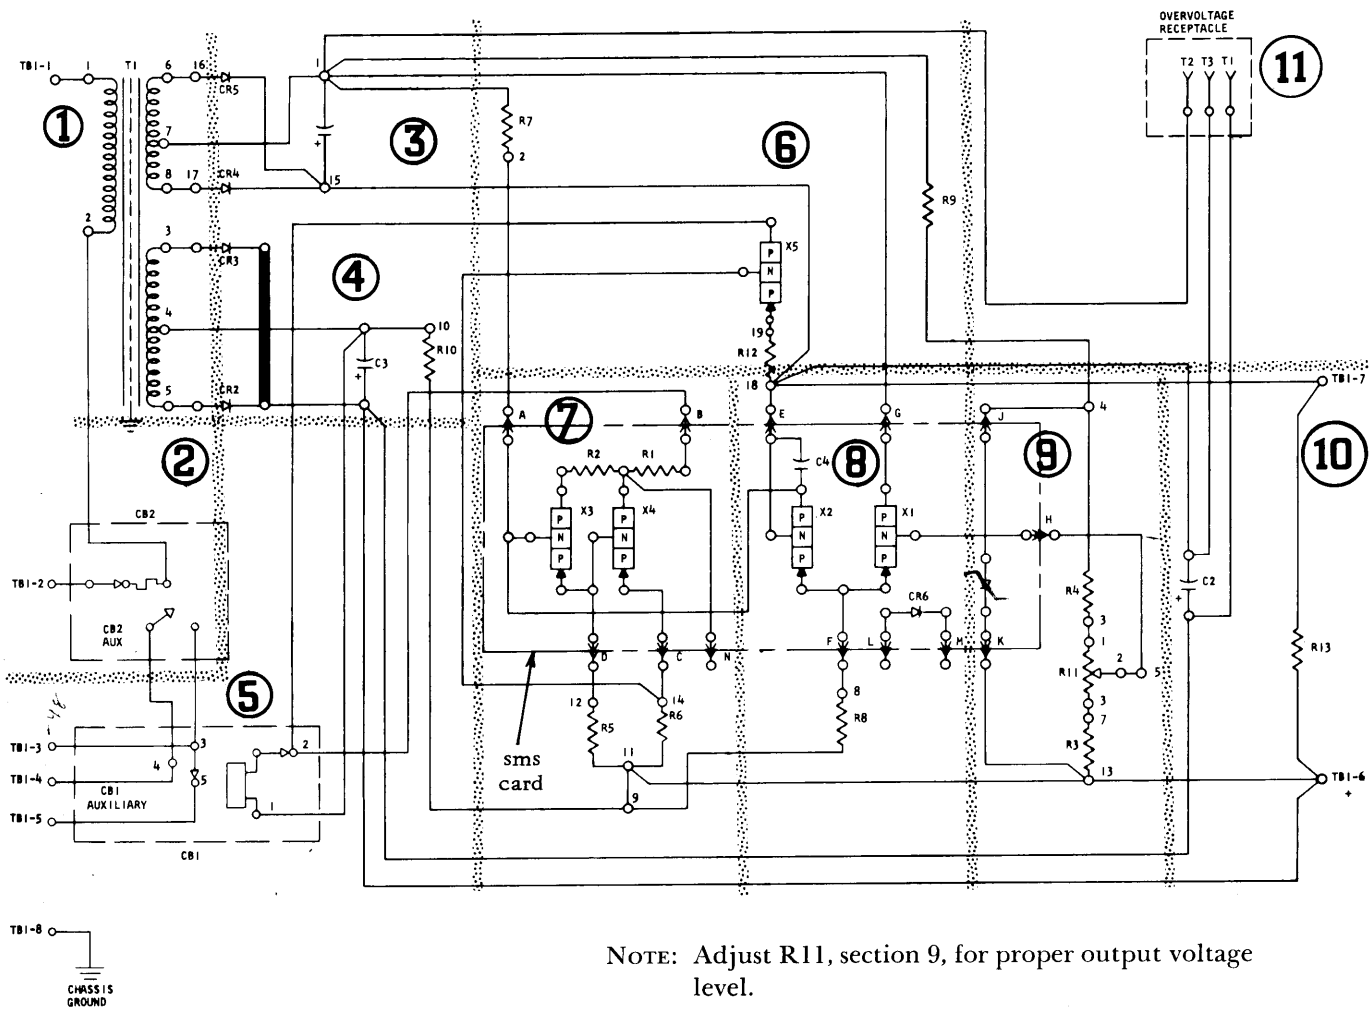 OVERVOLTAGE
RECEPTACLE
11
T2 T3 T1
TB1-1
1
T1
6
16
CR5
1
1
7
3
R7
2
6
R9
8
17
CR4
15
2
3
CR3
4
4
10
C3
+
R10
5
CR2
X5
P
N
P
19
R12
18
TB1-7
A
7
B
E
G
J
4
2
R2
R1
C4
8
9
10
CB2
X3
X4
X2
X1
P
P
P
P
N
N
N
N
H
P
P
P
P
TB1-2
CR6
R4
C2
+
CB2
AUX
3
1
R13
D
C
N
F
L
M
K
R11
2
5
5
-48
12
14
8
3
7
R5
R6
R8
sms
card
TB1-3
3
2
11
R3
TB1-4
4
5
13
TB1-6
+
CB1
AUXILIARY
1
9
TB1-5
CB1
TB1-8
CHASSIS
GROUND
NOTE: Adjust R11, section 9, for proper output voltage
level.